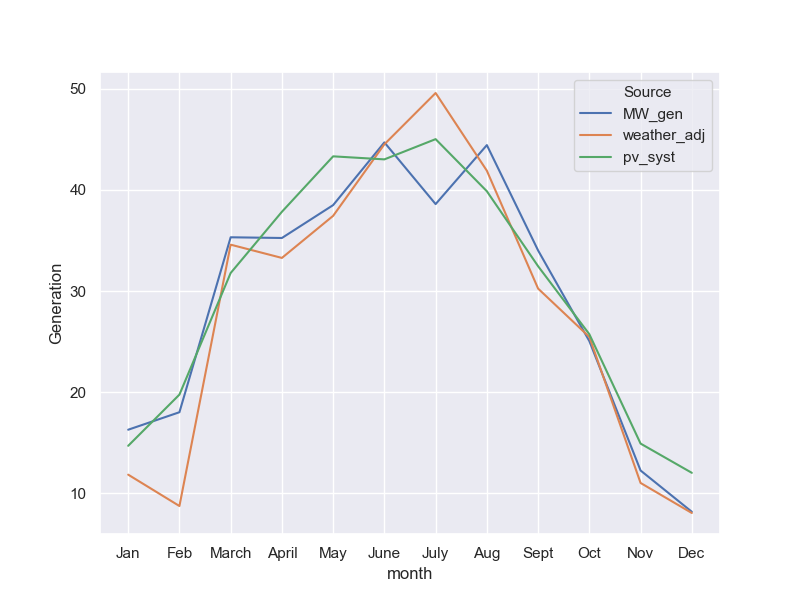 Source
MW_gen
weather_adj
pv_syst
50
40
30
20
10
Generation
Jan Feb March April May June July Aug Sept Oct Nov Dec
month